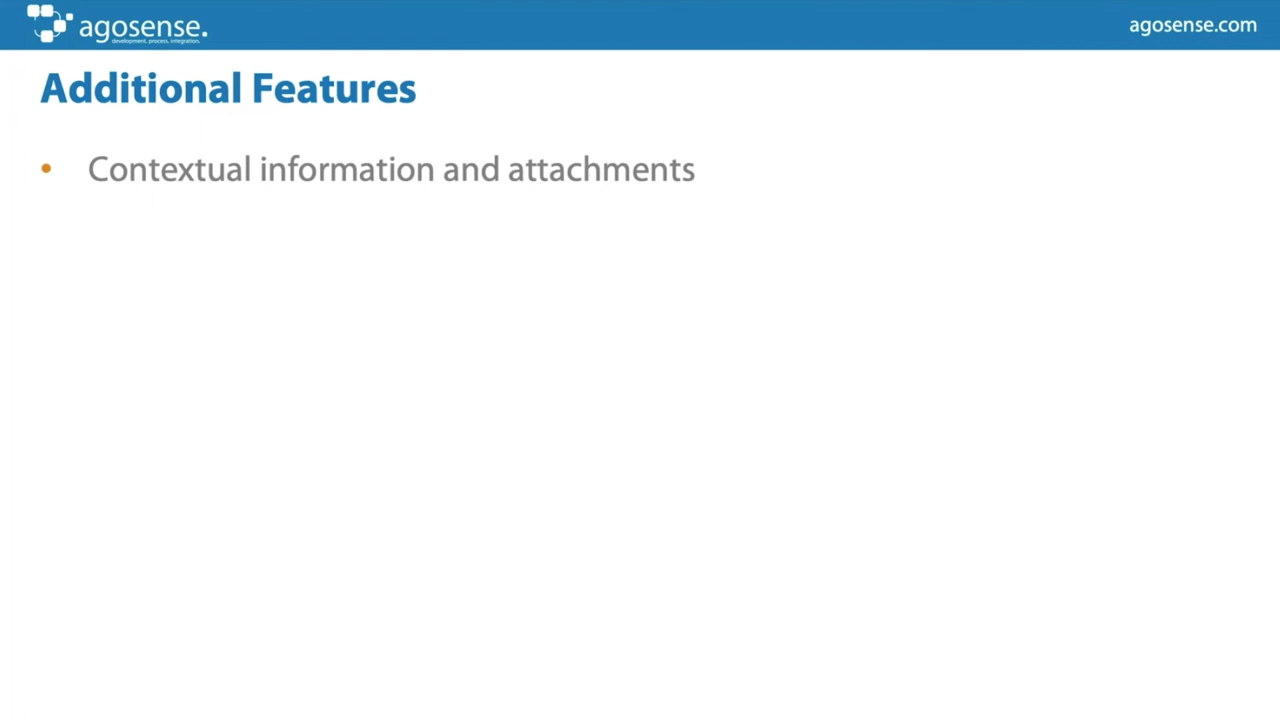 agosense.
development. process. integration.
agosense.com
Additional Features
• Contextual information and attachments